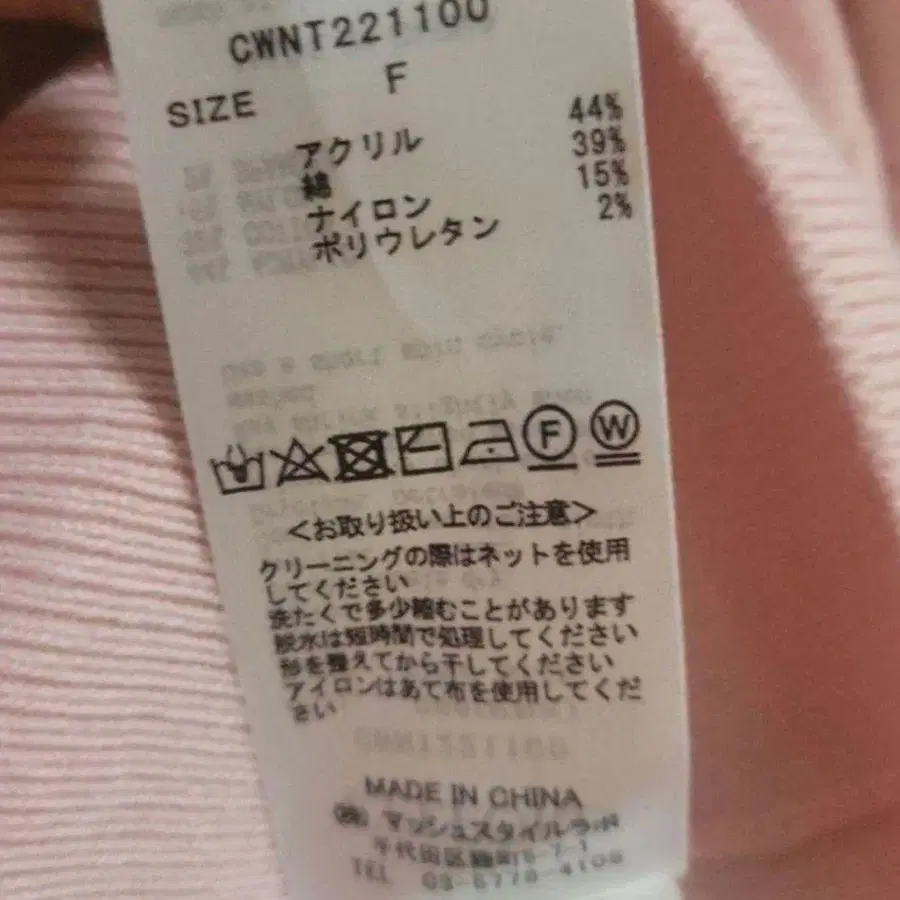 CWNT221100
SIZE F
アクリル 44%
綿 39%
ナイロン 15%
ポリウレタン 2%
F W
<お取り扱い上のご注意>
クリーニングの際はネットを使用
してください
洗たくで多少縮むことがあります
脱水は短時間で処理してください
形を整えてから干してください
アイロンはあて布を使用してくだ
さい
MADE IN CHINA
㈱マッシュスタイルラボ
千代田区麹町5-7-1
TEL 03-5778-4106